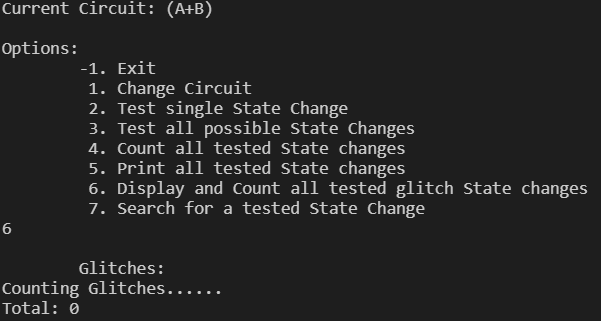 Current Circuit: (A+B)
Options:
-1. Exit
1. Change Circuit
2. Test single State Change
3. Test all possible State Changes
4. Count all tested State changes
5. Print all tested State changes
6. Display and Count all tested glitch State changes
7. Search for a tested State Change
6
Glitches:
Counting Glitches......
Total: 0